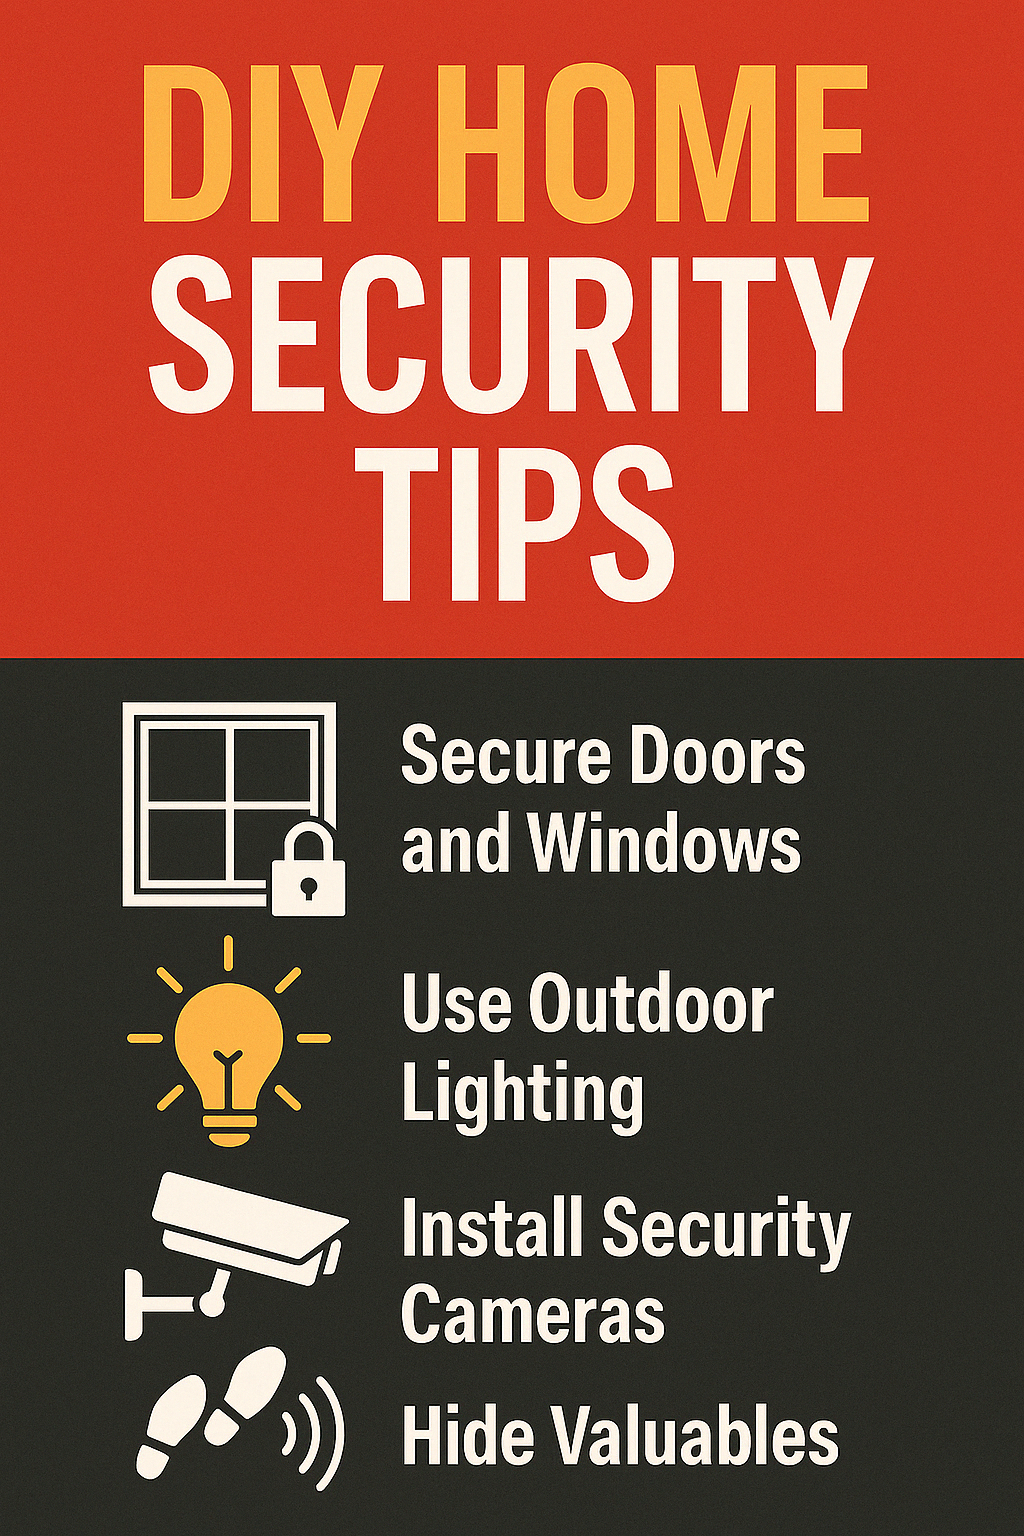 DIY HOME
SECURITY
TIPS
Secure Doors
and Windows
Use Outdoor
Lighting
Install Security
Cameras
Hide Valuables